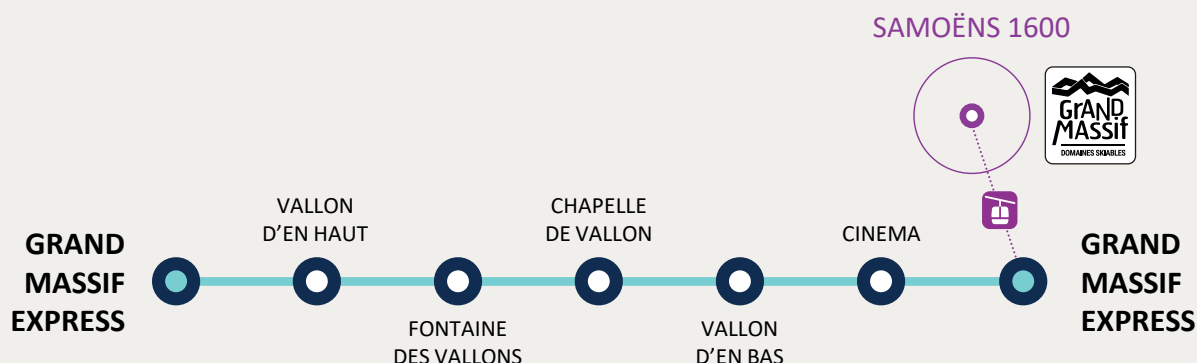 SAMOËNS 1600
GRAND
MASSIF
DOMAINES SKIABLES
VALLON
D'EN HAUT
CHAPELLE
DE VALLON
CINEMA
GRAND
MASSIF
EXPRESS
GRAND
MASSIF
EXPRESS
FONTAINE
DES VALLONS
VALLON
D'EN BAS